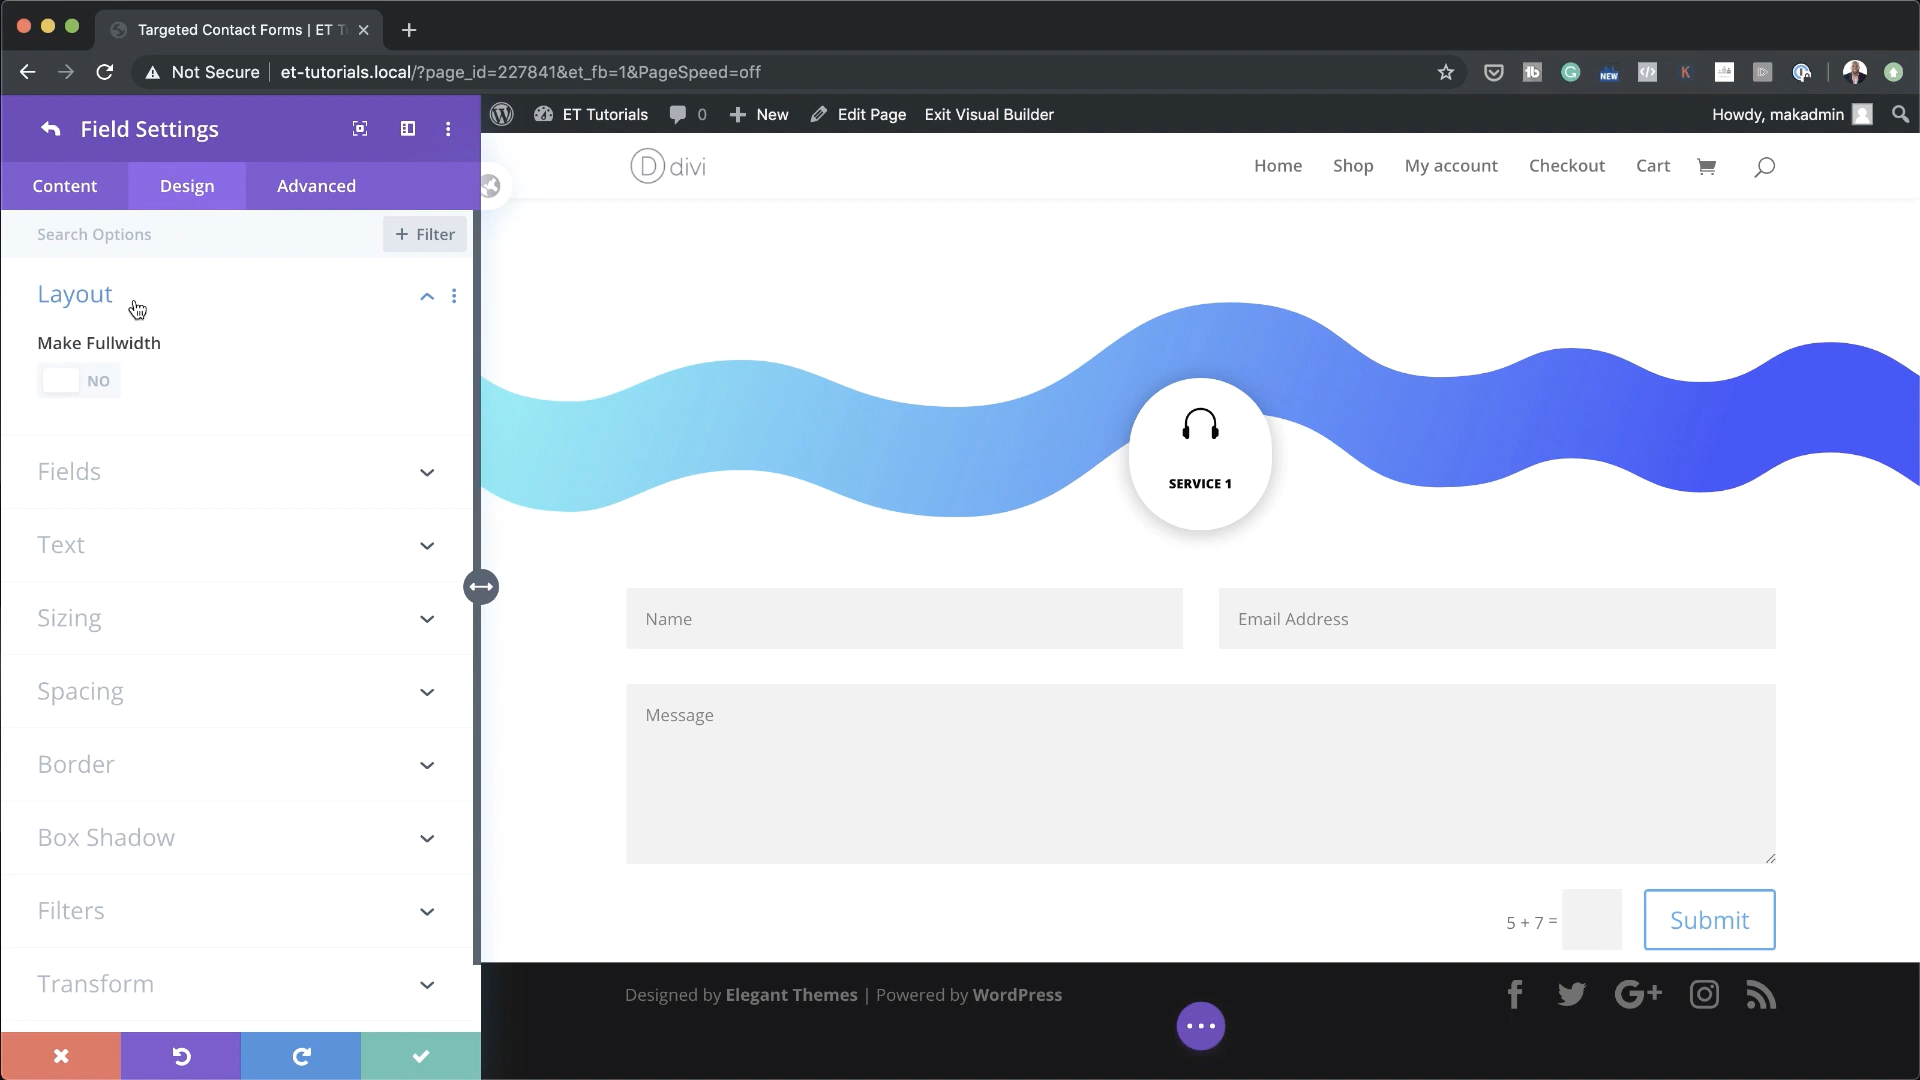 Targeted Contact Forms | ET T
Not Secure
et-tutorials.local/?page_id=227841&et_fb=1&PageSpeed=off
tb
NEW
K
Field Settings
Content
Design
Advanced
Search Options
+ Filter
Layout
Make Fullwidth
NO
Fields
Text
Sizing
Spacing
Border
Box Shadow
Filters
Transform
ET Tutorials
0
New
Edit Page
Exit Visual Builder
Howdy, makadmin
D divi
Home
Shop
My account
Checkout
Cart
SERVICE 1
Name
Email Address
Message
5 + 7 =
Submit
Designed by Elegant Themes | Powered by WordPress
G+